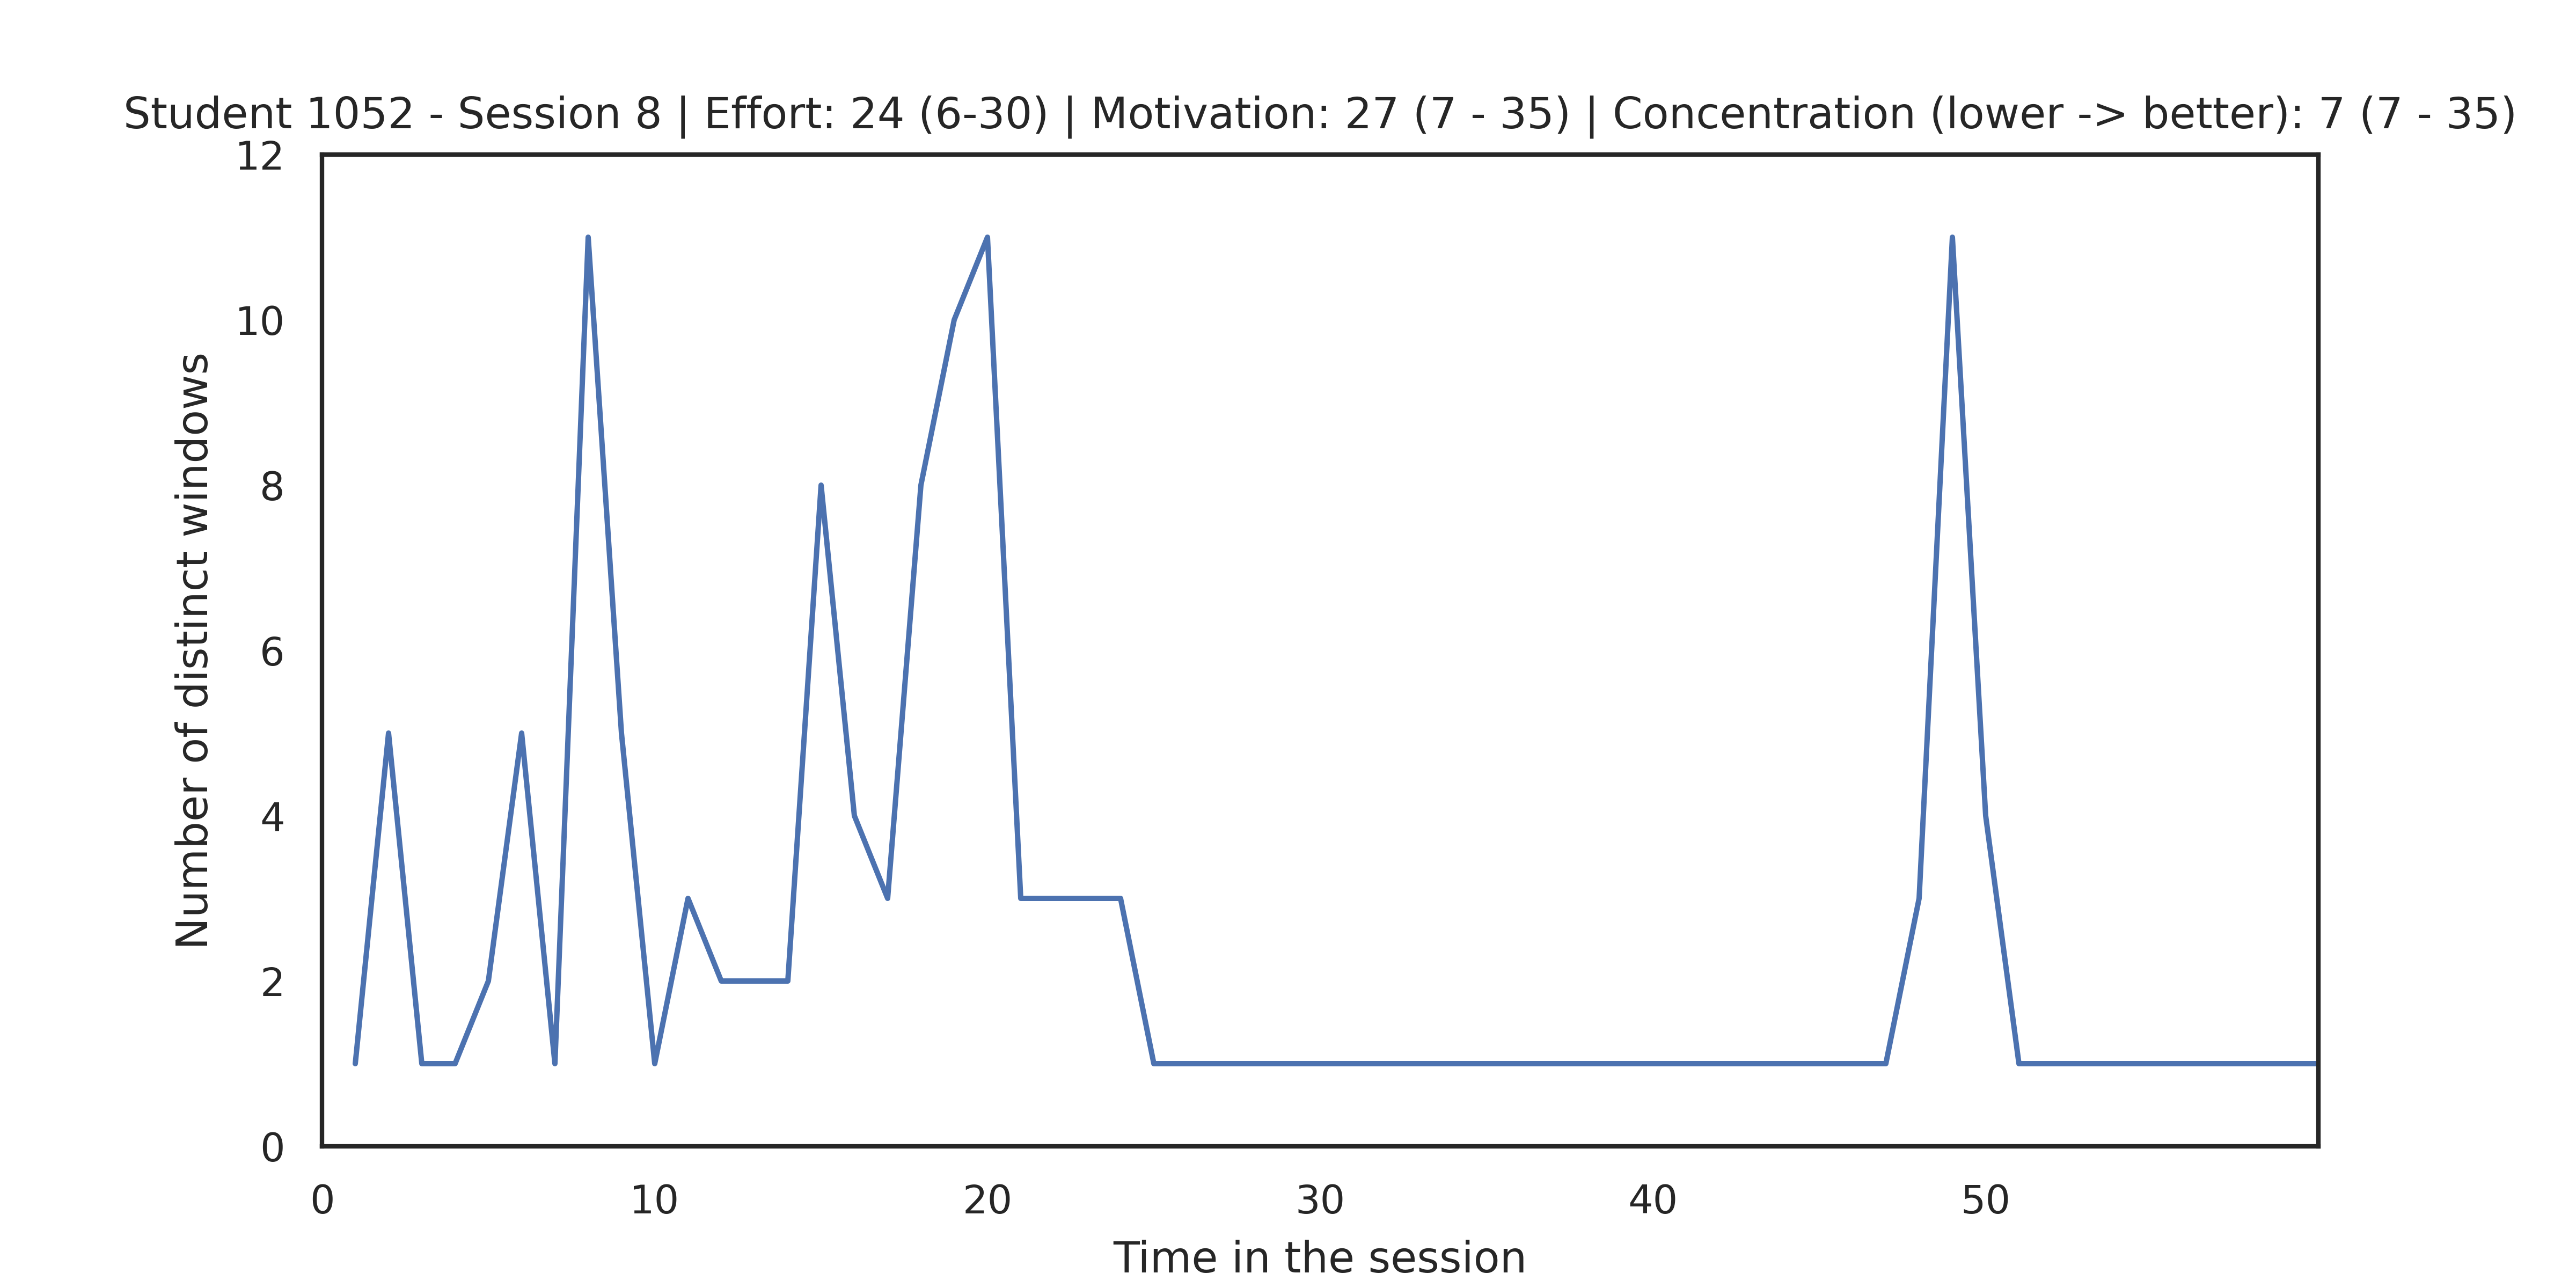 Student 1052 - Session 8 | Effort: 24 (6-30) | Motivation: 27 (7 - 35) | Concentration (lower -> better): 7 (7 - 35)
12
10
8
6
4
2
0
Number of distinct windows
0 10 20 30 40 50
Time in the session